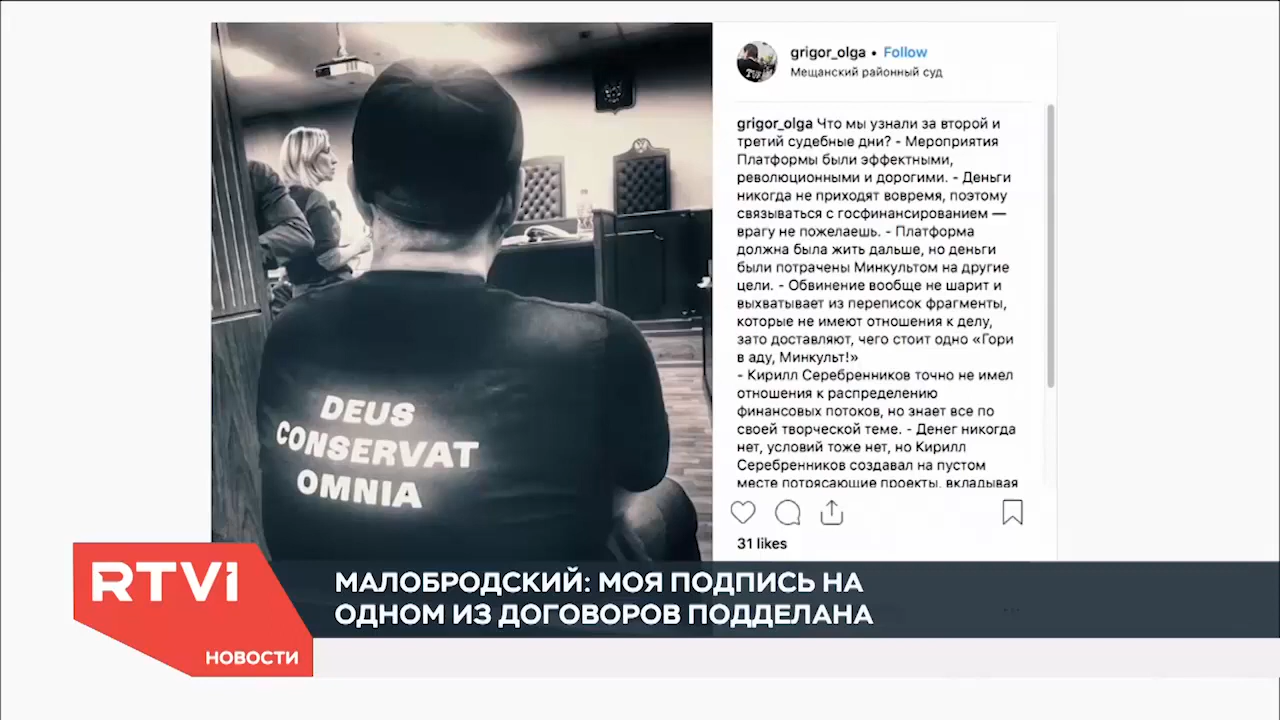 DEUS
CONSERVAT
OMNIA
grigor_olga • Follow
Мещанский районный суд
grigor_olga Что мы узнали за второй и
третий судебные дни? - Мероприятия
Платформы были эффектными,
революционными и дорогими. - Деньги
никогда не приходят вовремя, поэтому
связываться с госфинансированием —
врагу не пожелаешь. - Платформа
должна была жить дальше, но деньги
были потрачены Минкультом на другие
цели. - Обвинение вообще не шарит и
выхватывает из переписок фрагменты,
которые не имеют отношения к делу,
зато доставляют, чего стоит одно «Гори
в аду, Минкульт!»
- Кирилл Серебренников точно не имел
отношения к распределению
финансовых потоков, но знает все по
своей творческой теме. - Денег никогда
нет, условий тоже нет, но Кирилл
Серебренников создавал на пустом
месте потрясающие проекты, вкладывая
31 likes
RTVi
НОВОСТИ
МАЛОБРОДСКИЙ: МОЯ ПОДПИСЬ НА
ОДНОМ ИЗ ДОГОВОРОВ ПОДДЕЛАНА